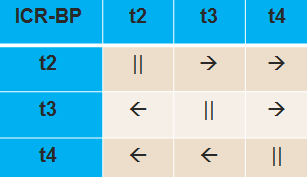 ICR-BP t2 t3 t4
t2 || → →
t3 ← || →
t4 ← ← ||